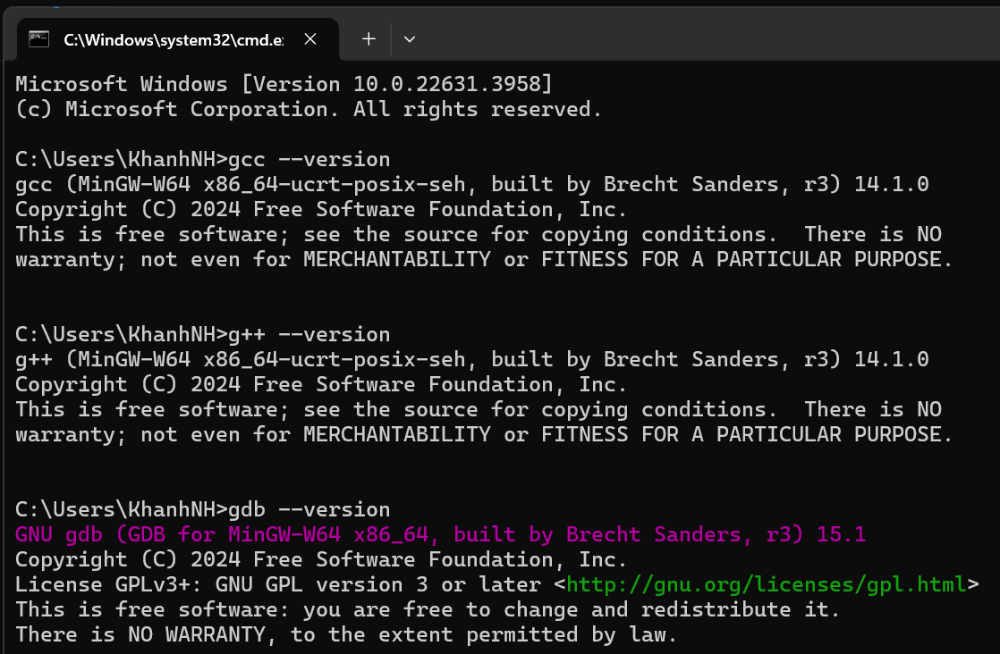 C:\Windows\system32\cmd.e
Microsoft Windows [Version 10.0.22631.3958]
(c) Microsoft Corporation. All rights reserved.
C:\Users\KhanhNH>gcc --version
gcc (MinGW-W64 x86_64-ucrt-posix-seh, built by Brecht Sanders, r3) 14.1.0
Copyright (C) 2024 Free Software Foundation, Inc.
This is free software; see the source for copying conditions.  There is NO
warranty; not even for MERCHANTABILITY or FITNESS FOR A PARTICULAR PURPOSE.
C:\Users\KhanhNH>g++ --version
g++ (MinGW-W64 x86_64-ucrt-posix-seh, built by Brecht Sanders, r3) 14.1.0
Copyright (C) 2024 Free Software Foundation, Inc.
This is free software; see the source for copying conditions.  There is NO
warranty; not even for MERCHANTABILITY or FITNESS FOR A PARTICULAR PURPOSE.
C:\Users\KhanhNH>gdb --version
GNU gdb (GDB for MinGW-W64 x86_64, built by Brecht Sanders, r3) 15.1
Copyright (C) 2024 Free Software Foundation, Inc.
License GPLv3+: GNU GPL version 3 or later <http://gnu.org/licenses/gpl.html>
This is free software: you are free to change and redistribute it.
There is NO WARRANTY, to the extent permitted by law.